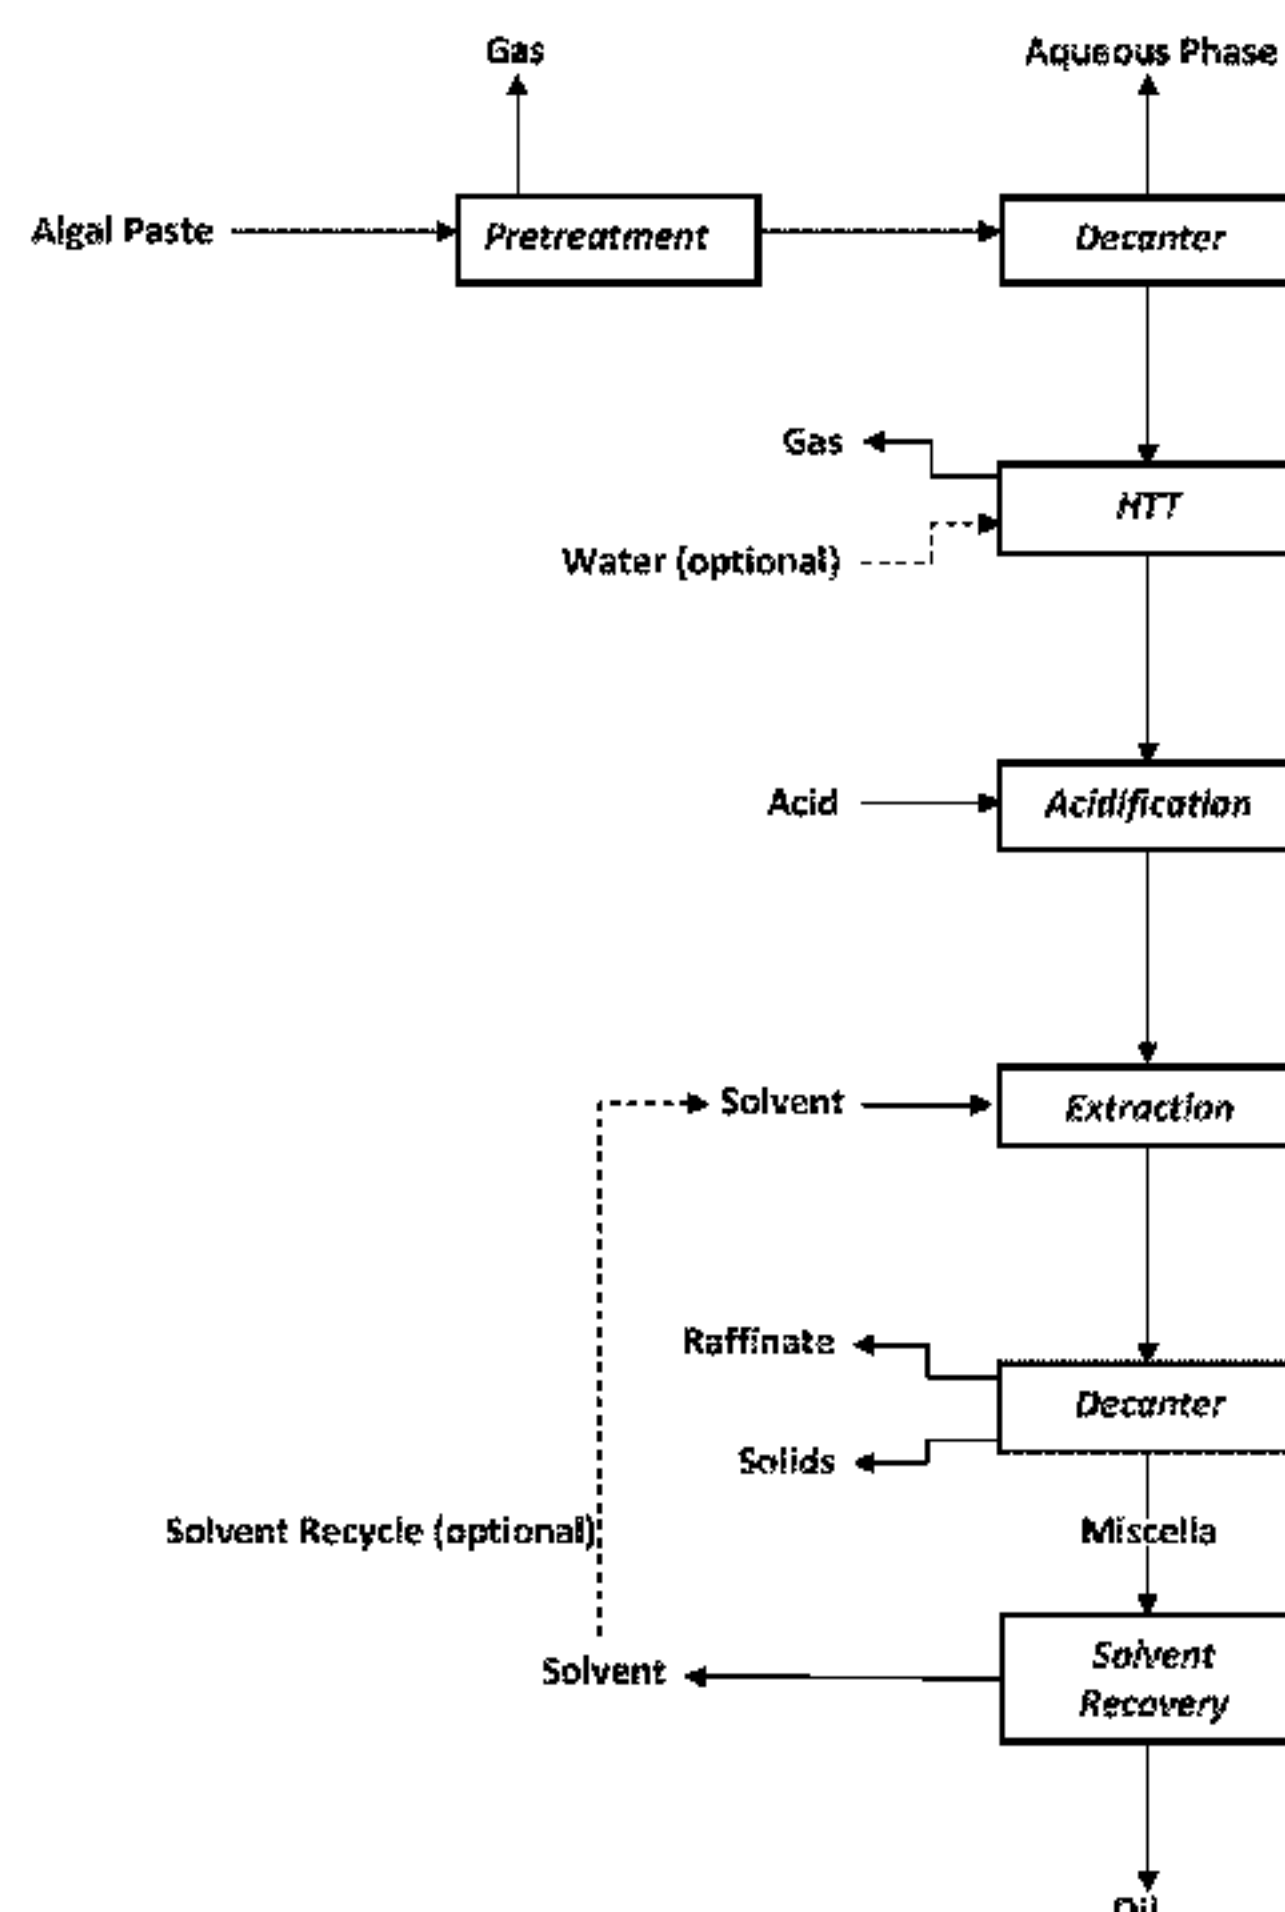 Gas
Aqueous Phase
Algal Paste
Pretreatment
Decanter
Gas
HTT
Water (optional)
Acid
Acidification
Solvent
Extraction
Raffinate
Decanter
Solids
Solvent Recycle (optional)
Miscella
Solvent
Solvent
Recovery
Oil